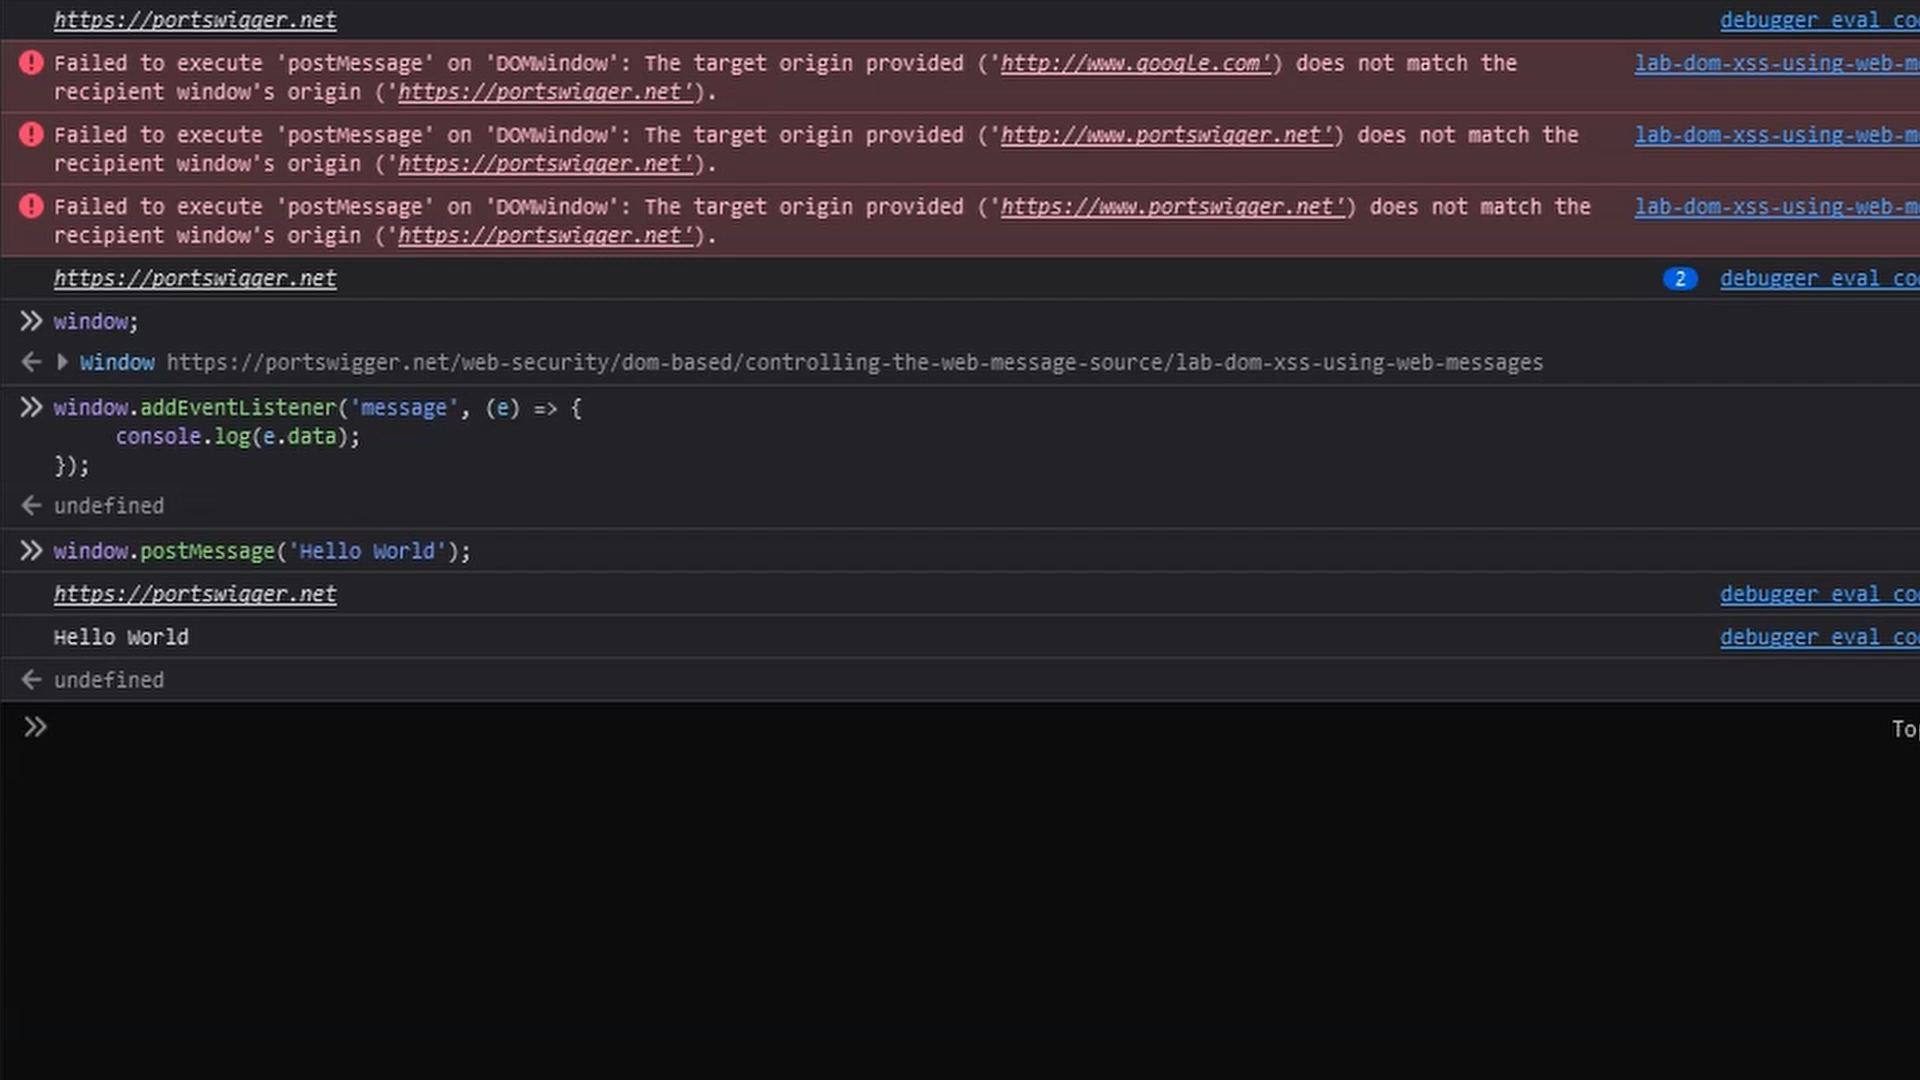 https://portswigger.net debugger eval co
Failed to execute 'postMessage' on 'DOMWindow': The target origin provided ('http://www.google.com') does not match the lab-dom-xss-using-web-m
recipient window's origin ('https://portswigger.net').
Failed to execute 'postMessage' on 'DOMWindow': The target origin provided ('http://www.portswigger.net') does not match the lab-dom-xss-using-web-m
recipient window's origin ('https://portswigger.net').
Failed to execute 'postMessage' on 'DOMWindow': The target origin provided ('https://www.portswigger.net') does not match the lab-dom-xss-using-web-m
recipient window's origin ('https://portswigger.net').
https://portswigger.net 2 debugger eval co
window;
Window https://portswigger.net/web-security/dom-based/controlling-the-web-message-source/lab-dom-xss-using-web-messages
window.addEventListener('message', (e) => {
console.log(e.data);
});
undefined
window.postMessage('Hello World');
https://portswigger.net debugger eval co
Hello World debugger eval co
undefined
To